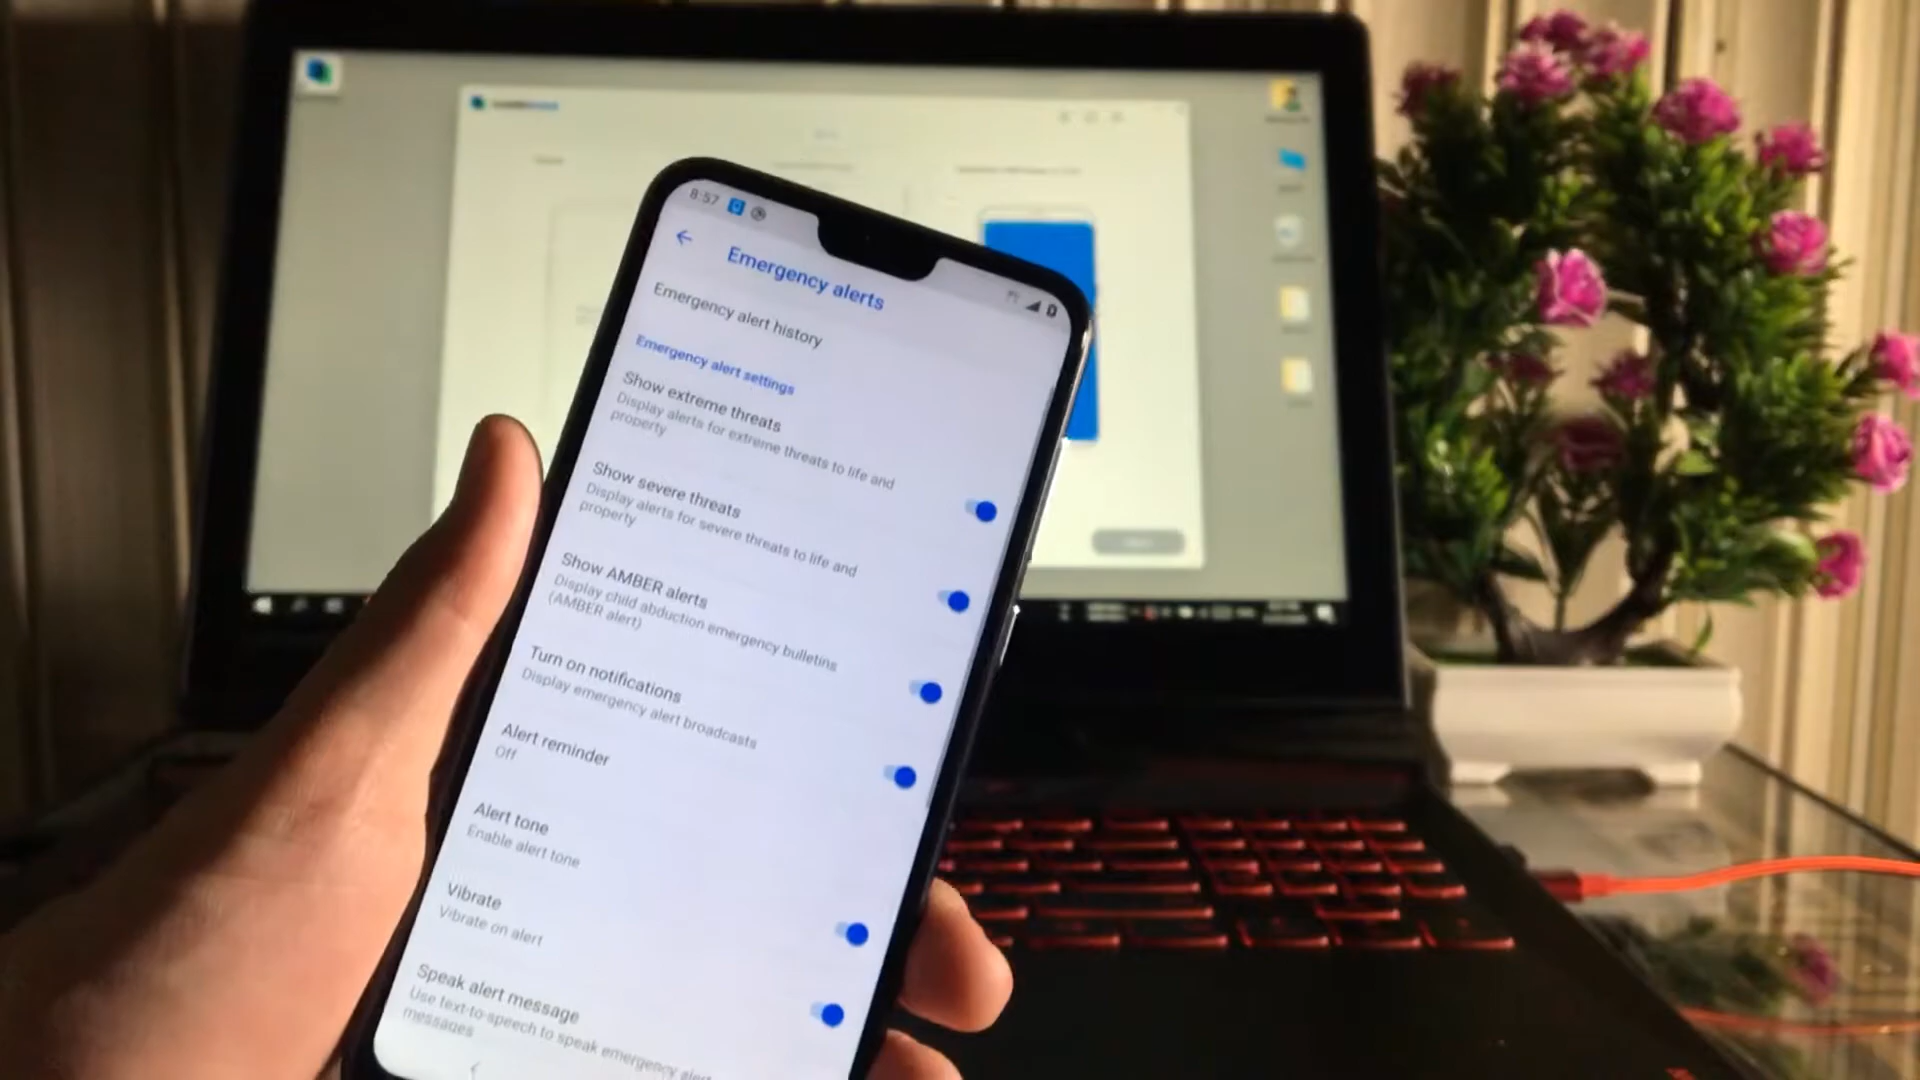 8:57
Emergency alerts
Emergency alert history
Emergency alert settings
Show extreme threats
Display alerts for extreme threats to life and
property
Show severe threats
Display alerts for severe threats to life and
property
Show AMBER alerts
Display child abduction emergency bulletins
(AMBER alert)
Turn on notifications
Display emergency alert broadcasts
Alert reminder
Off
Alert tone
Enable alert tone
Vibrate
Vibrate on alert
Speak alert message
Use text-to-speech to speak emergency alert
messages